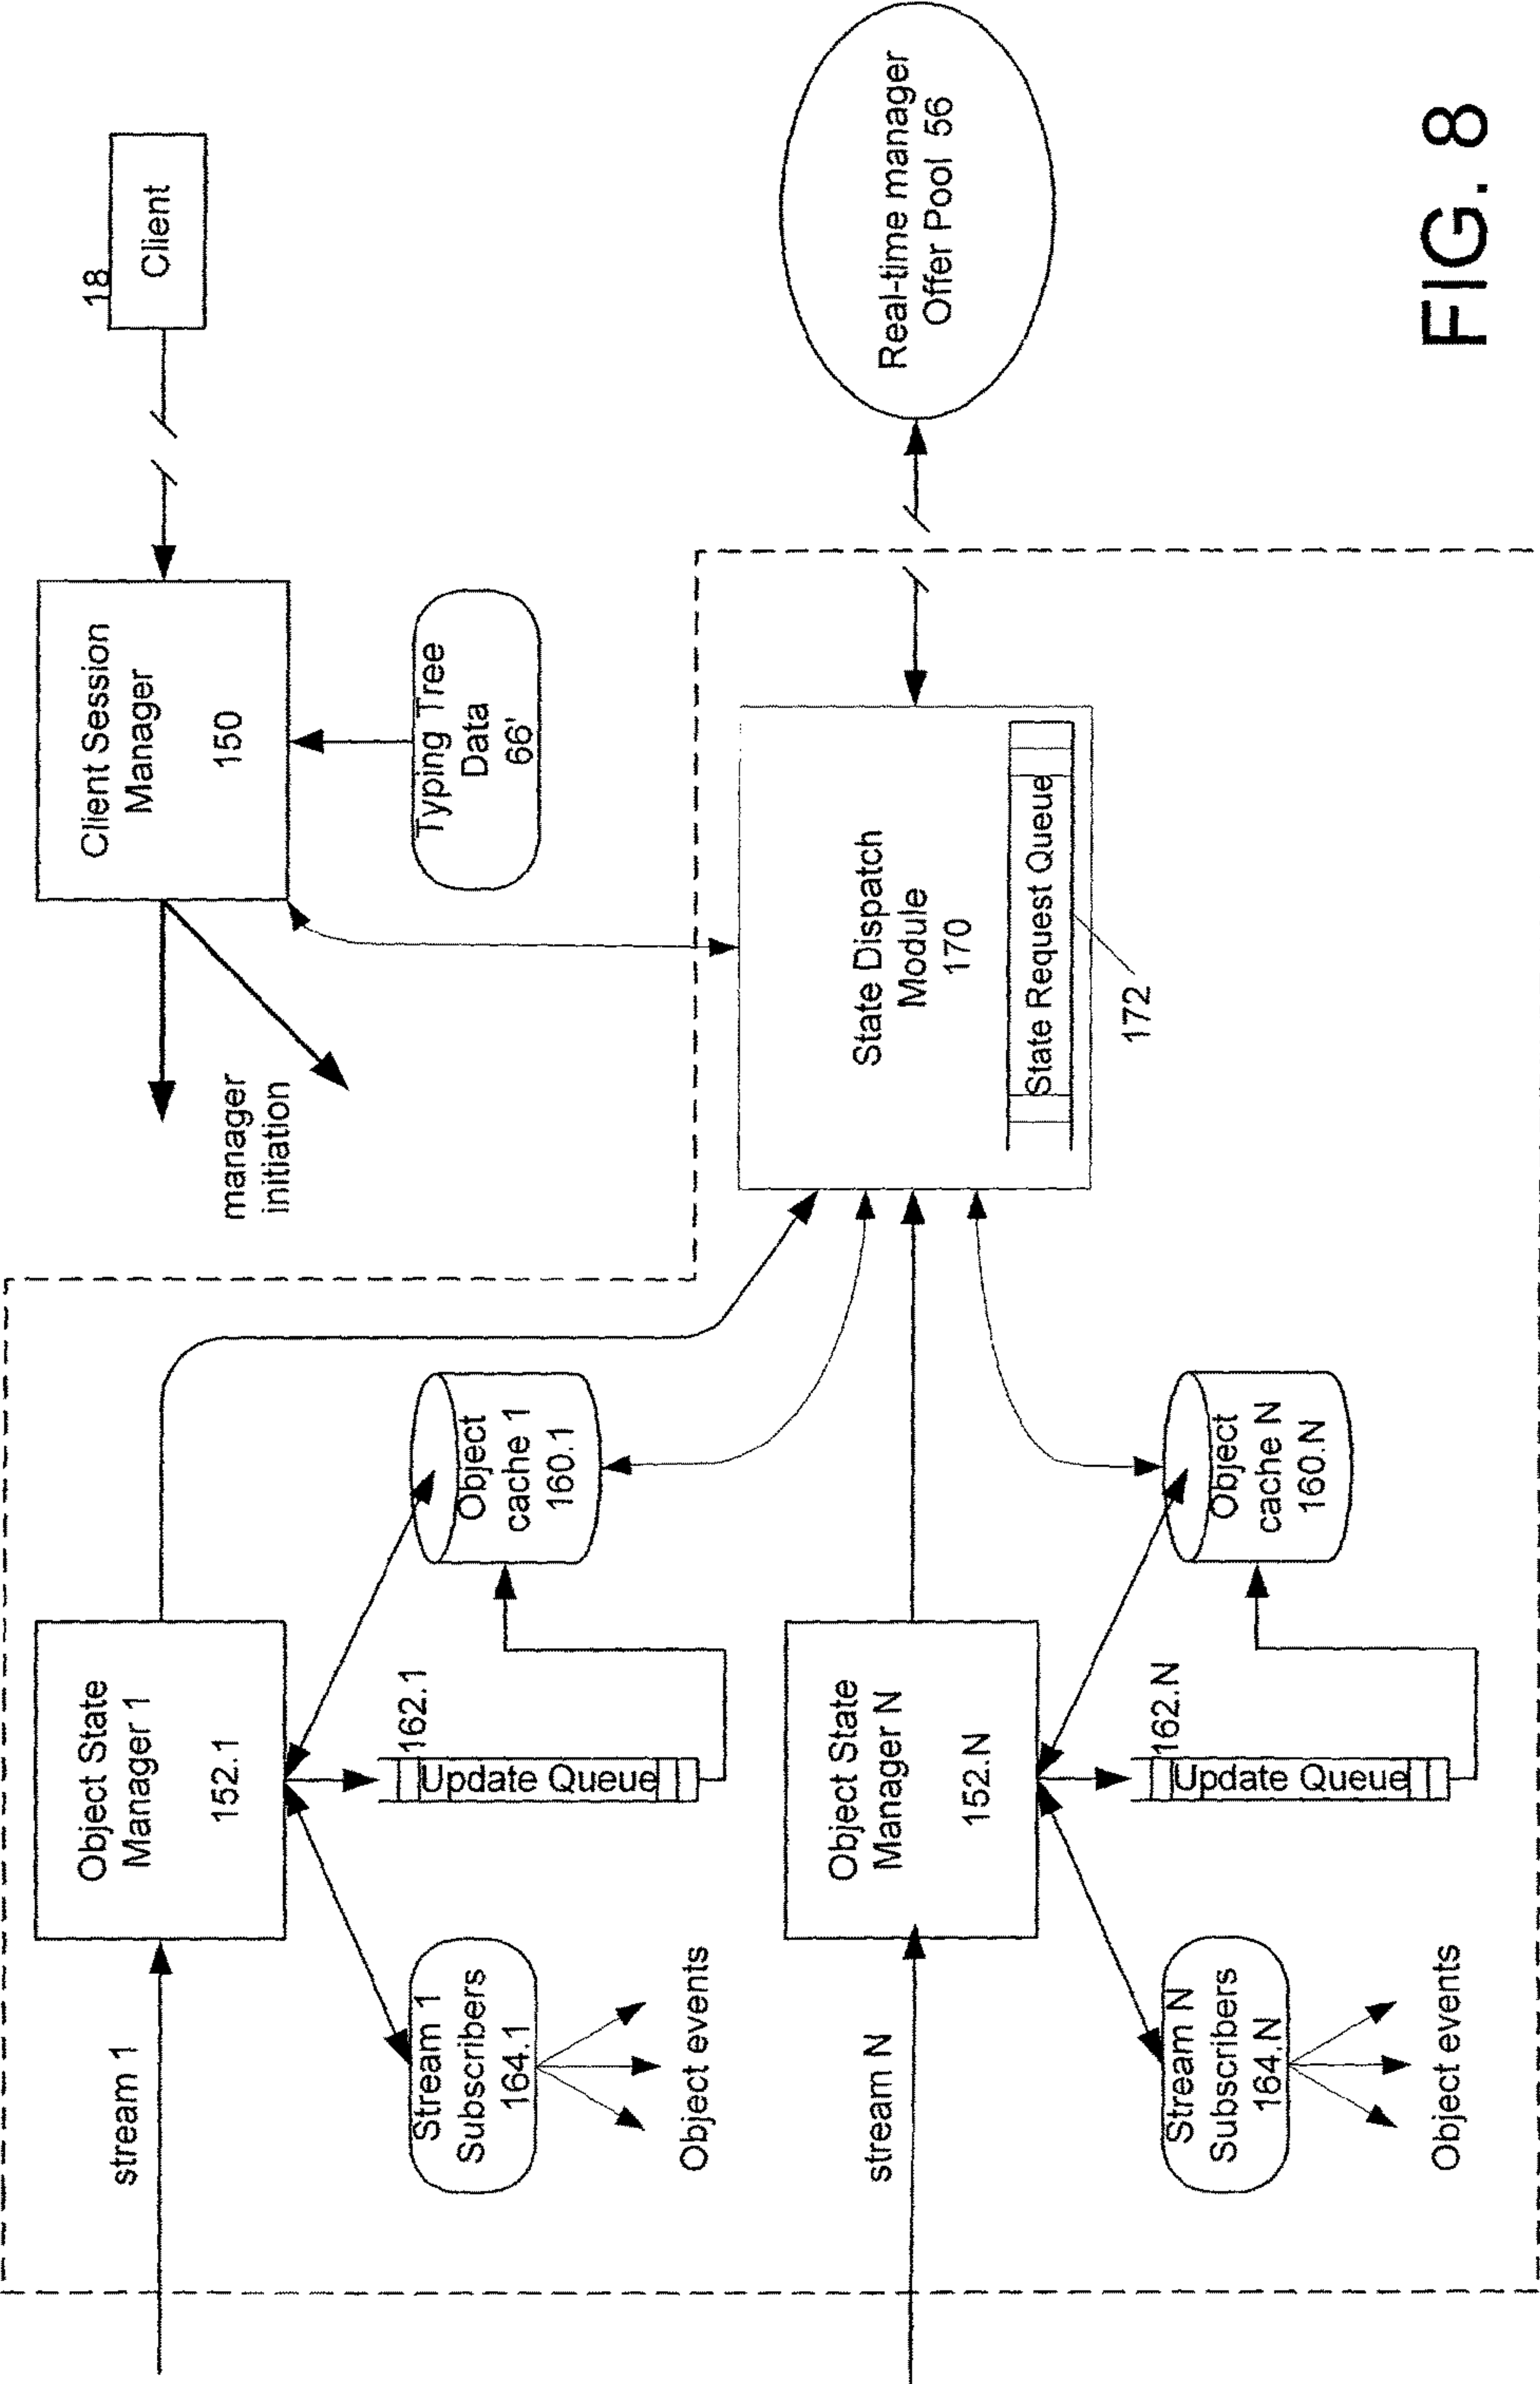 stream 1
Object State
Manager 1
152.1
Stream 1
Subscribers
164.1
Object events
162.1
Update Queue
Object
cache 1
160.1
manager
initiation
Client Session
Manager
150
Typing Tree
Data
66'
18
Client
stream N
Object State
Manager N
152.N
Stream N
Subscribers
164.N
Object events
162.N
Update Queue
Object
cache N
160.N
State Dispatch
Module
170
State Request Queue
172
Real-time manager
Offer Pool 56
FIG. 8